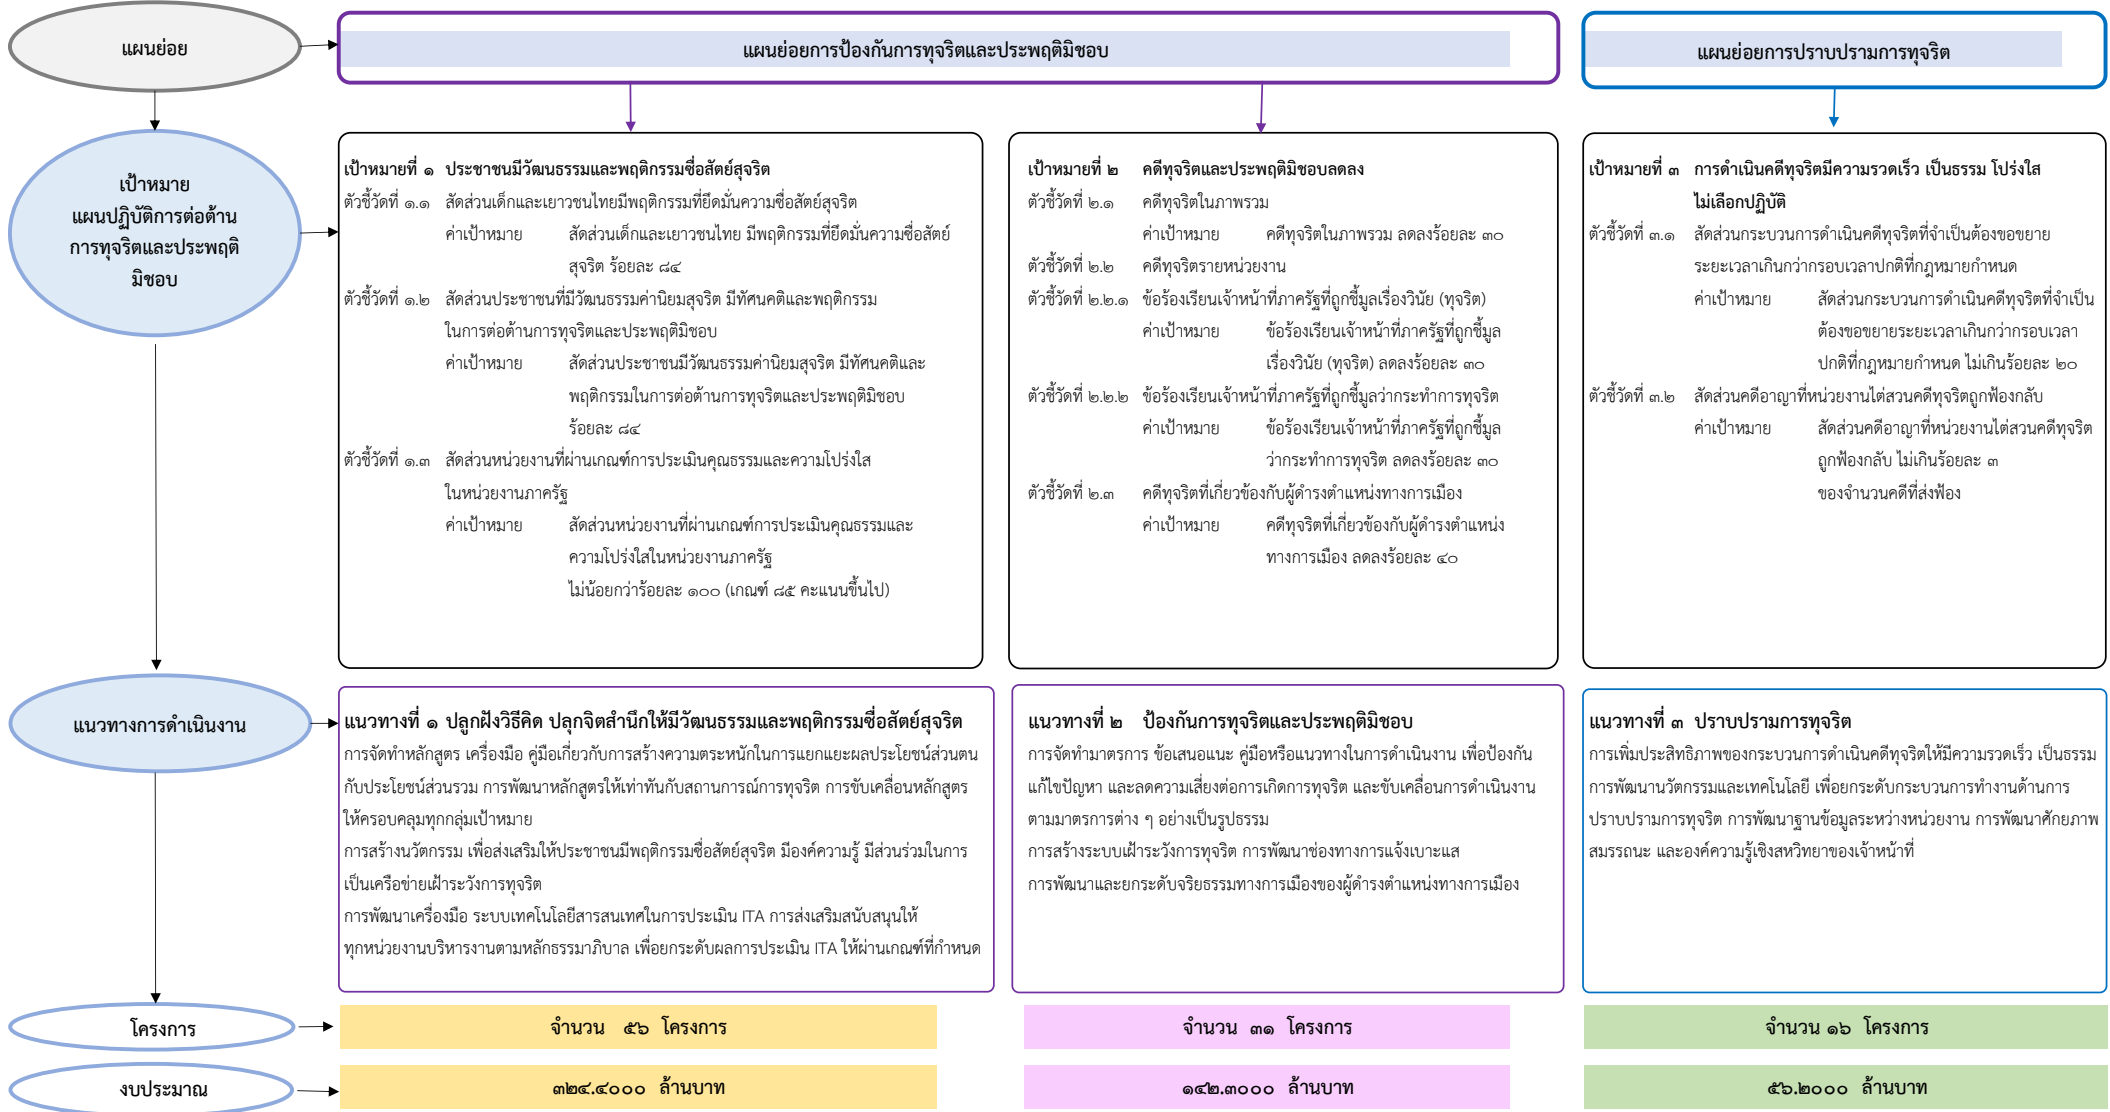 แผนย่อย
แผนย่อยการป้องกันการทุจริตและประพฤติมิชอบ
แผนย่อยการปราบปรามการทุจริต
เป้าหมาย
แผนปฏิบัติการต่อต้าน
การทุจริตและประพฤติ
มิชอบ
เป้าหมายที่ ๑ ประชาชนมีวัฒนธรรมและพฤติกรรมซื่อสัตย์สุจริต
ตัวชี้วัดที่ ๑.๑ สัดส่วนเด็กและเยาวชนไทยมีพฤติกรรมที่ยึดมั่นความซื่อสัตย์สุจริต
ค่าเป้าหมาย สัดส่วนเด็กและเยาวชนไทย มีพฤติกรรมที่ยึดมั่นความซื่อสัตย์
สุจริต ร้อยละ ๘๔
ตัวชี้วัดที่ ๑.๒ สัดส่วนประชาชนที่มีวัฒนธรรมค่านิยมสุจริต มีทัศนคติและพฤติกรรม
ในการต่อต้านการทุจริตและประพฤติมิชอบ
ค่าเป้าหมาย สัดส่วนประชาชนมีวัฒนธรรมค่านิยมสุจริต มีทัศนคติและ
พฤติกรรมในการต่อต้านการทุจริตและประพฤติมิชอบ
ร้อยละ ๘๔
ตัวชี้วัดที่ ๑.๓ สัดส่วนหน่วยงานที่ผ่านเกณฑ์การประเมินคุณธรรมและความโปร่งใส
ในหน่วยงานภาครัฐ
ค่าเป้าหมาย สัดส่วนหน่วยงานที่ผ่านเกณฑ์การประเมินคุณธรรมและ
ความโปร่งใสในหน่วยงานภาครัฐ
ไม่น้อยกว่าร้อยละ ๑๐๐ (เกณฑ์ ๘๕ คะแนนขึ้นไป)
เป้าหมายที่ ๒ คดีทุจริตและประพฤติมิชอบลดลง
ตัวชี้วัดที่ ๒.๑ คดีทุจริตในภาพรวม
ค่าเป้าหมาย คดีทุจริตในภาพรวม ลดลงร้อยละ ๓๐
ตัวชี้วัดที่ ๒.๒ คดีทุจริตรายหน่วยงาน
ตัวชี้วัดที่ ๒.๒.๑ ข้อร้องเรียนเจ้าหน้าที่ภาครัฐที่ถูกชี้มูลเรื่องวินัย (ทุจริต)
ค่าเป้าหมาย ข้อร้องเรียนเจ้าหน้าที่ภาครัฐที่ถูกชี้มูล
เรื่องวินัย (ทุจริต) ลดลงร้อยละ ๓๐
ตัวชี้วัดที่ ๒.๒.๒ ข้อร้องเรียนเจ้าหน้าที่ภาครัฐที่ถูกชี้มูลว่ากระทำการทุจริต
ค่าเป้าหมาย ข้อร้องเรียนเจ้าหน้าที่ภาครัฐที่ถูกชี้มูล
ว่ากระทำการทุจริต ลดลงร้อยละ ๓๐
ตัวชี้วัดที่ ๒.๓ คดีทุจริตที่เกี่ยวข้องกับผู้ดำรงตำแหน่งทางการเมือง
ค่าเป้าหมาย คดีทุจริตที่เกี่ยวข้องกับผู้ดำรงตำแหน่ง
ทางการเมือง ลดลงร้อยละ ๔๐
เป้าหมายที่ ๓ การดำเนินคดีทุจริตมีความรวดเร็ว เป็นธรรม โปร่งใส
ไม่เลือกปฏิบัติ
ตัวชี้วัดที่ ๓.๑ สัดส่วนกระบวนการดำเนินคดีทุจริตที่จำเป็นต้องขอขยาย
ระยะเวลาเกินกว่ากรอบเวลาปกติที่กฎหมายกำหนด
ค่าเป้าหมาย สัดส่วนกระบวนการดำเนินคดีทุจริตที่จำเป็น
ต้องขอขยายระยะเวลาเกินกว่ากรอบเวลา
ปกติที่กฎหมายกำหนด ไม่เกินร้อยละ ๒๐
ตัวชี้วัดที่ ๓.๒ สัดส่วนคดีอาญาที่หน่วยงานไต่สวนคดีทุจริตถูกฟ้องกลับ
ค่าเป้าหมาย สัดส่วนคดีอาญาที่หน่วยงานไต่สวนคดีทุจริต
ถูกฟ้องกลับ ไม่เกินร้อยละ ๓
ของจำนวนคดีที่ส่งฟ้อง
แนวทางการดำเนินงาน
แนวทางที่ ๑ ปลูกฝังวิธีคิด ปลูกจิตสำนึกให้มีวัฒนธรรมและพฤติกรรมซื่อสัตย์สุจริต
การจัดทำหลักสูตร เครื่องมือ คู่มือเกี่ยวกับการสร้างความตระหนักในการแยกแยะผลประโยชน์ส่วนตน
กับประโยชน์ส่วนรวม การพัฒนาหลักสูตรให้เท่าทันกับสถานการณ์การทุจริต การขับเคลื่อนหลักสูตร
ให้ครอบคลุมทุกกลุ่มเป้าหมาย
การสร้างนวัตกรรม เพื่อส่งเสริมให้ประชาชนมีพฤติกรรมซื่อสัตย์สุจริต มีองค์ความรู้ มีส่วนร่วมในการ
เป็นเครือข่ายเฝ้าระวังการทุจริต
การพัฒนาเครื่องมือ ระบบเทคโนโลยีสารสนเทศในการประเมิน ITA การส่งเสริมสนับสนุนให้
ทุกหน่วยงานบริหารงานตามหลักธรรมาภิบาล เพื่อยกระดับผลการประเมิน ITA ให้ผ่านเกณฑ์ที่กำหนด
แนวทางที่ ๒ ป้องกันการทุจริตและประพฤติมิชอบ
การจัดทำมาตรการ ข้อเสนอแนะ คู่มือหรือแนวทางในการดำเนินงาน เพื่อป้องกัน
แก้ไขปัญหา และลดความเสี่ยงต่อการเกิดการทุจริต และขับเคลื่อนการดำเนินงาน
ตามมาตรการต่าง ๆ อย่างเป็นรูปธรรม
การสร้างระบบเฝ้าระวังการทุจริต การพัฒนาช่องทางการแจ้งเบาะแส
การพัฒนาและยกระดับจริยธรรมทางการเมืองของผู้ดำรงตำแหน่งทางการเมือง
แนวทางที่ ๓ ปราบปรามการทุจริต
การเพิ่มประสิทธิภาพของกระบวนการดำเนินคดีทุจริตให้มีความรวดเร็ว เป็นธรรม
การพัฒนานวัตกรรมและเทคโนโลยี เพื่อยกระดับกระบวนการทำงานด้านการ
ปราบปรามการทุจริต การพัฒนาฐานข้อมูลระหว่างหน่วยงาน การพัฒนาศักยภาพ
สมรรถนะ และองค์ความรู้เชิงสหวิทยาของเจ้าหน้าที่
โครงการ
จำนวน ๕๖ โครงการ
จำนวน ๓๑ โครงการ
จำนวน ๑๖ โครงการ
งบประมาณ
๓๒๔.๔๐๐๐ ล้านบาท
๑๔๒.๓๐๐๐ ล้านบาท
๕๖.๒๐๐๐ ล้านบาท